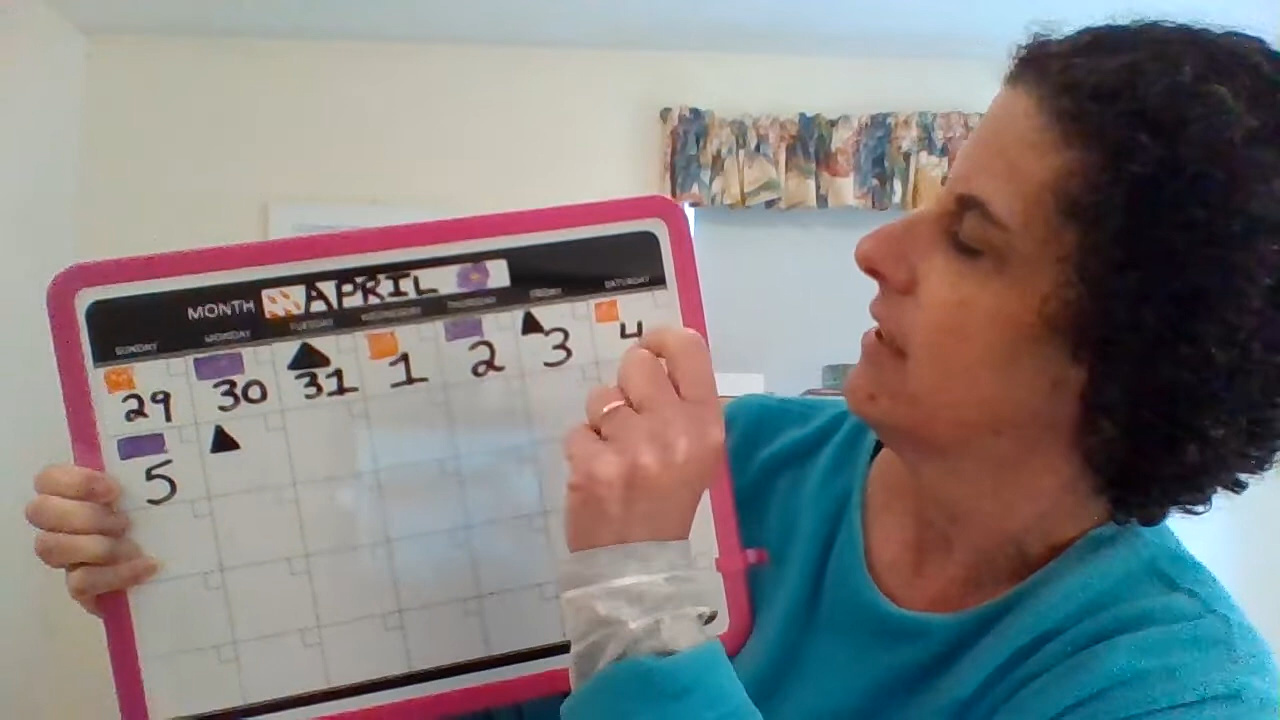 MONTH APRIL
SUNDAY MONDAY TUESDAY WEDNESDAY THURSDAY FRIDAY SATURDAY
29 30 31 1 2 3 4
5